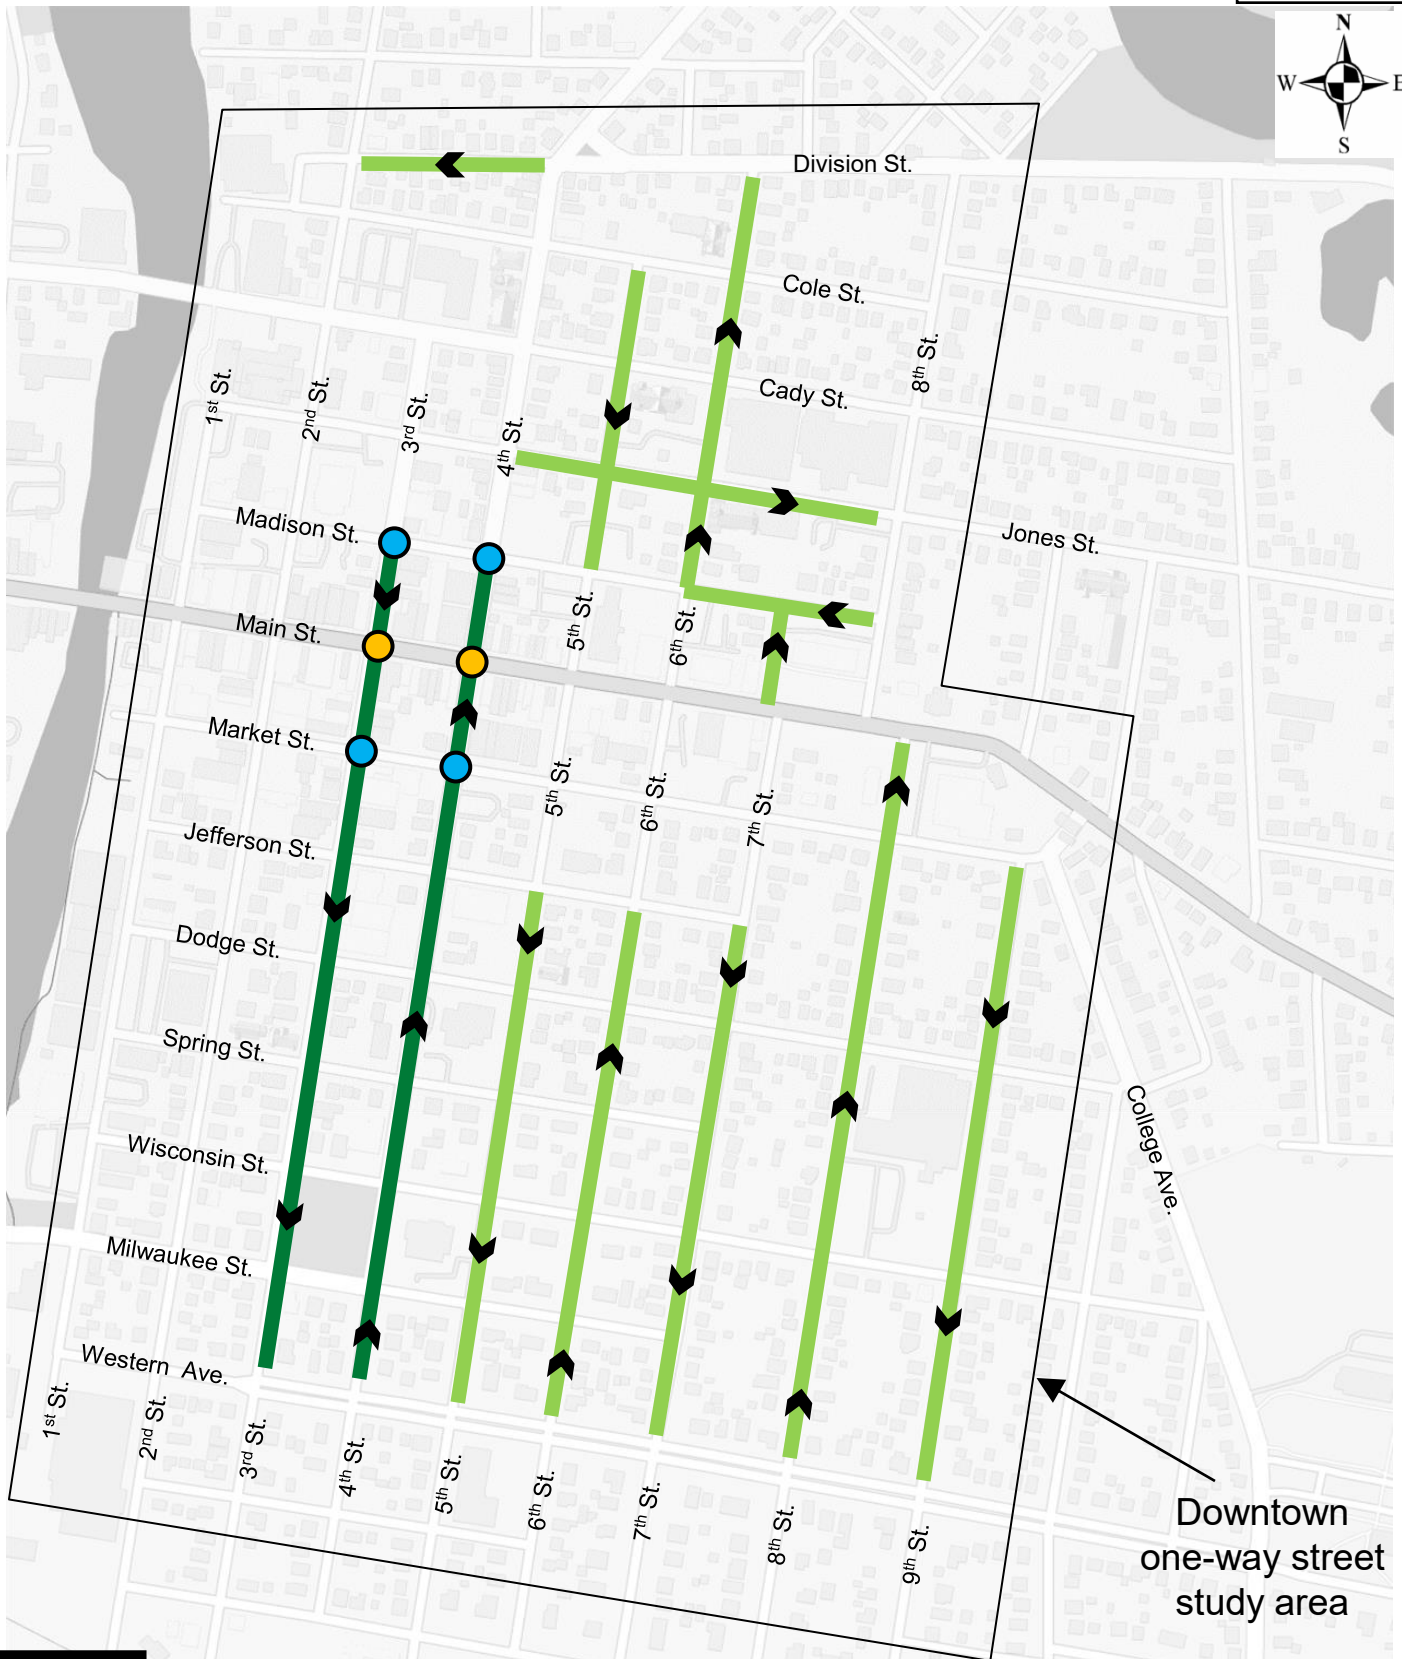 N
W E
S
Division St.
Cole St.
8th St.
Cady St.
1st St.
2nd St.
3rd St.
4th St.
Madison St.
Jones St.
Main St.
5th St.
6th St.
Market St.
5th St.
6th St.
7th St.
Jefferson St.
Dodge St.
Spring St.
College Ave.
Wisconsin St.
Milwaukee St.
Western Ave.
1st St.
2nd St.
3rd St.
4th St.
5th St.
6th St.
7th St.
8th St.
9th St.
Downtown
one-way street
study area